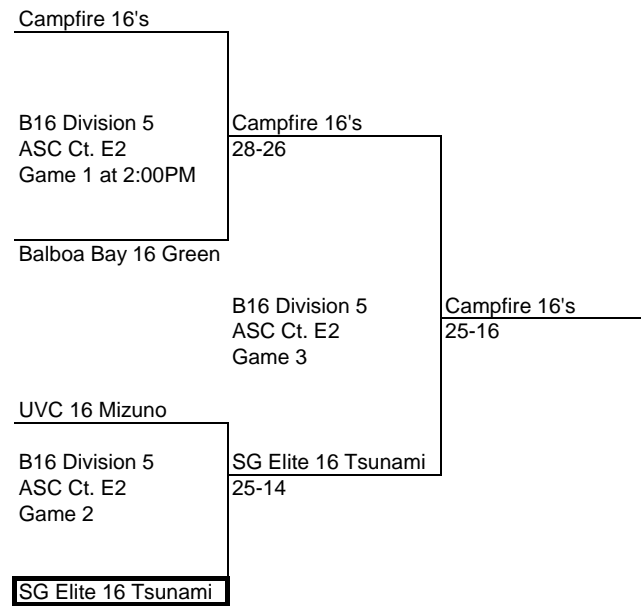 Campfire 16's
B16 Division 5
ASC Ct. E2
Game 1 at 2:00PM
Campfire 16's
28-26
Balboa Bay 16 Green
B16 Division 5
ASC Ct. E2
Game 3
Campfire 16's
25-16
UVC 16 Mizuno
B16 Division 5
ASC Ct. E2
Game 2
SG Elite 16 Tsunami
25-14
SG Elite 16 Tsunami